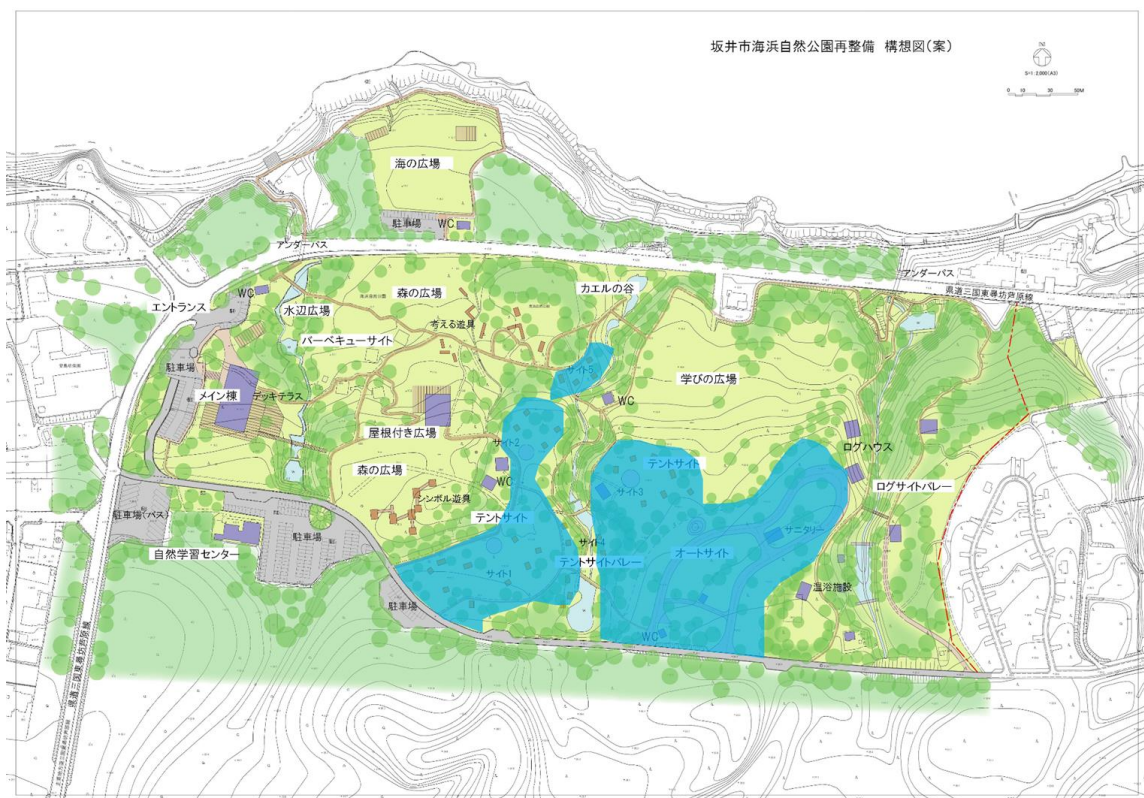 坂井市海浜自然公園再整備 構想図(案)
S=1:2,000(A3)
海の広場
駐車場
WC
アンダーパス
アンダーパス
県道三国東尋坊芦原線
エントランス
WC
水辺広場
森の広場
カエルの谷
考える遊具
バーベキューサイト
駐車場
メイン棟
デッキテラス
サイト5
学びの広場
WC
屋根付き広場
サイト2
ログハウス
森の広場
WC
テントサイト
シンボル遊具
サイト3
ログサイトバレー
駐車場(バス)
テントサイト
サニタリー
駐車場
自然学習センター
サイト4
オートサイト
テントサイトバレー
サイト1
温浴施設
駐車場
WC
県道三国東尋坊芦原線